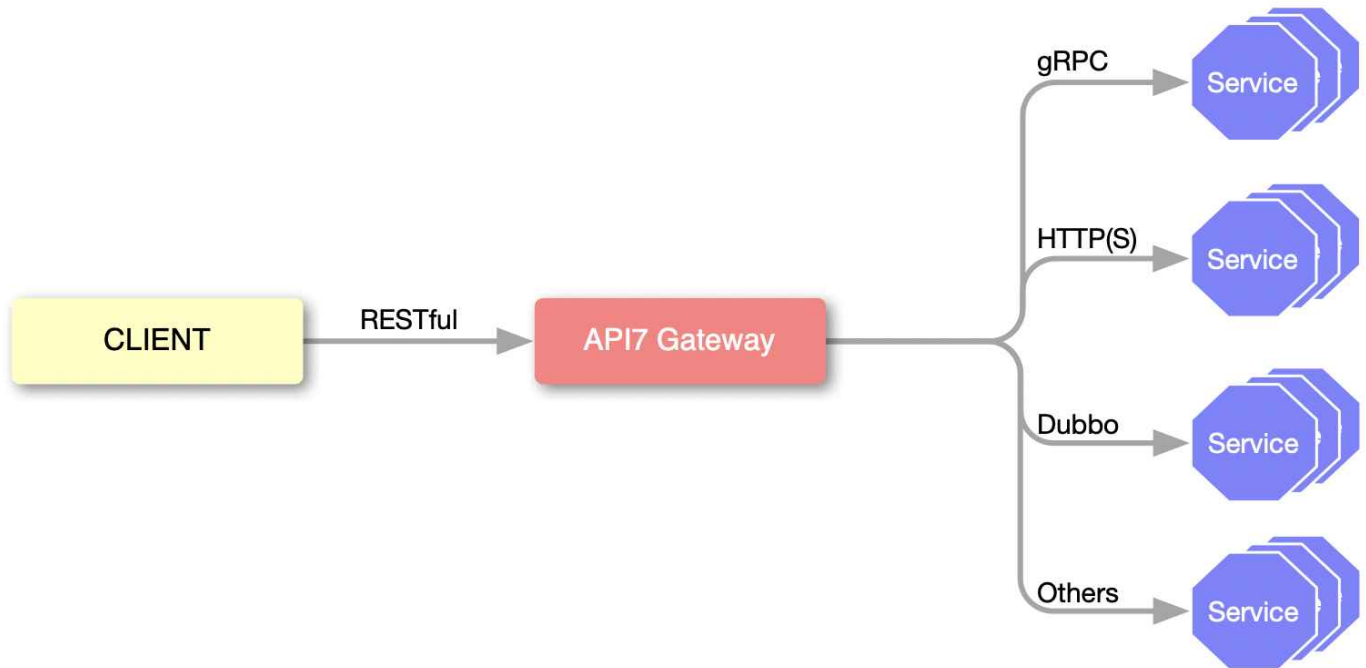 gRPC
Service
HTTP(S)
Service
CLIENT
RESTful
API7 Gateway
Dubbo
Service
Others
Service